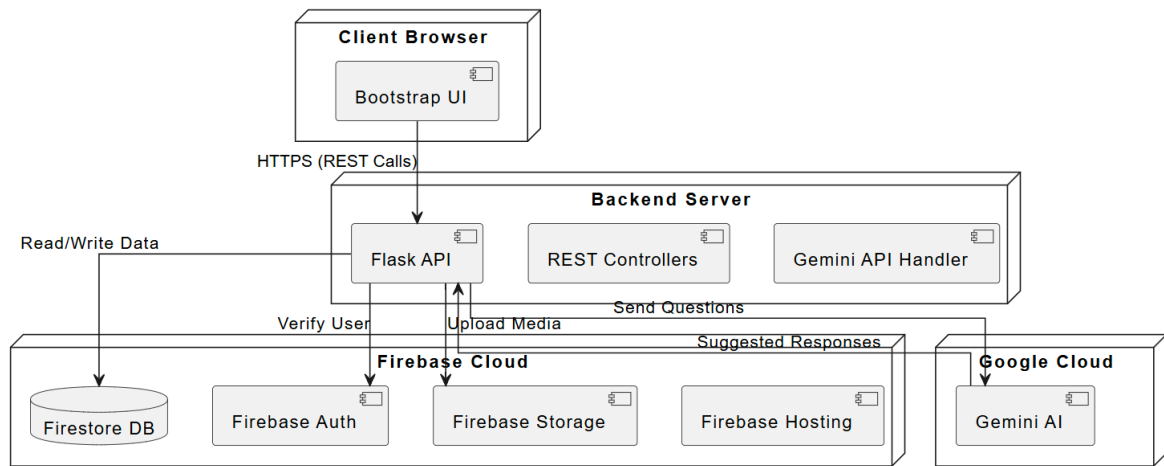 Client Browser
Bootstrap UI
HTTPS (REST Calls)
Backend Server
Flask API
REST Controllers
Gemini API Handler
Read/Write Data
Verify User
Upload Media
Send Questions
Suggested Responses
Firebase Cloud
Google Cloud
Firestore DB
Firebase Auth
Firebase Storage
Firebase Hosting
Gemini AI